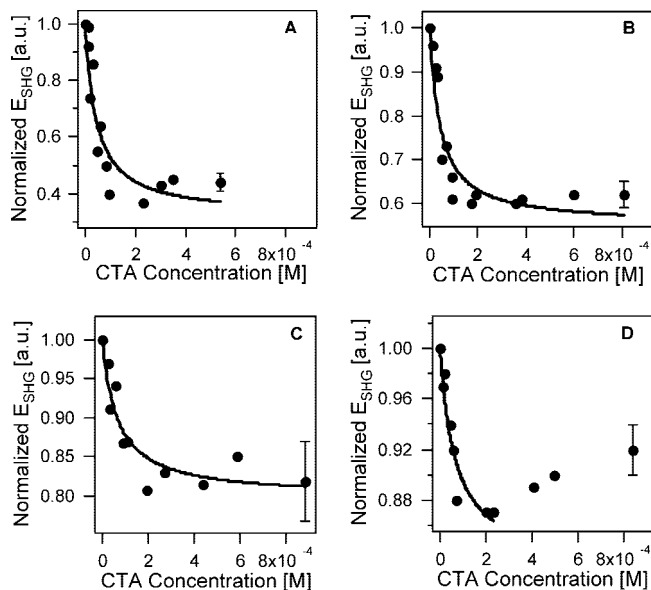 A
Normalized E_SHG [a.u.]
1.0
0.8
0.6
0.4
0 2 4 6 8x10⁻⁴
CTA Concentration [M]
B
Normalized E_SHG [a.u.]
1.0
0.9
0.8
0.7
0.6
0 2 4 6 8x10⁻⁴
CTA Concentration [M]
C
Normalized E_SHG [a.u.]
1.00
0.95
0.90
0.85
0.80
0 2 4 6 8x10⁻⁴
CTA Concentration [M]
D
Normalized E_SHG [a.u.]
1.00
0.96
0.92
0.88
0 2 4 6 8x10⁻⁴
CTA Concentration [M]